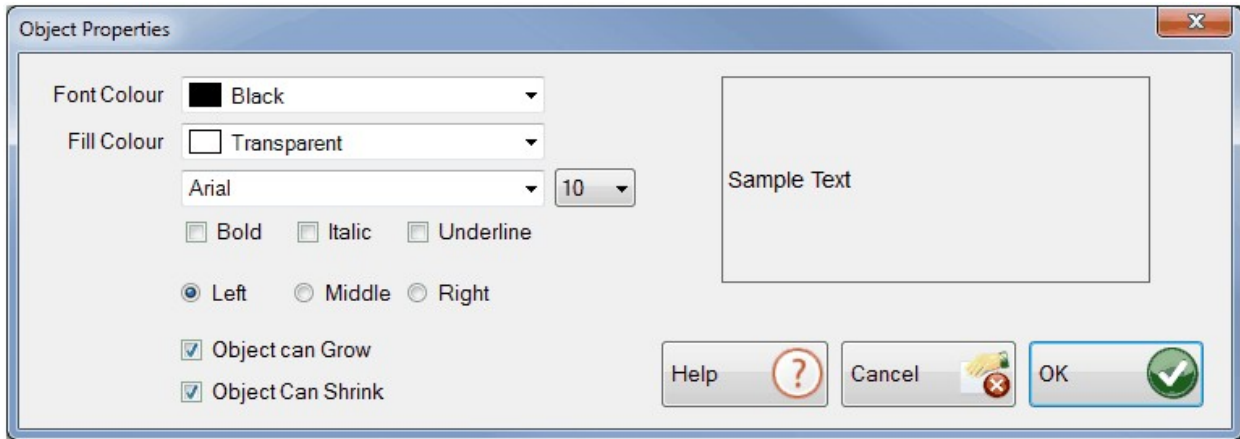 Object Properties
Font Colour Black
Fill Colour Transparent
Arial 10
Bold Italic Underline
Left Middle Right
Object can Grow
Object Can Shrink
Sample Text
Help ? Cancel OK